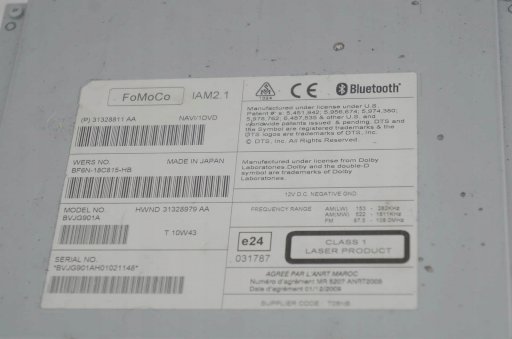 FoMoCo IAM2.1
(P) 31328811 AA NAVI/1DVD
WERS NO. MADE IN JAPAN
BF6N-18C815-HB
MODEL NO. HWND 31328979 AA
BVJG901A
T 10W43
SERIAL NO.
*BVJG901AH01021148*
CE Bluetooth
Manufactured under license under U.S.
Patent #'s: 5,451,942; 5,956,674; 5,974,380;
5,978,762; 6,487,535 & other U.S. and
worldwide patents issued & pending. DTS and
the Symbol are registered trademarks & the
DTS logos are trademarks of DTS, Inc.
© DTS, Inc. All Rights Reserved.
Manufactured under license from Dolby
Laboratories. Dolby and the double-D
symbol are trademarks of Dolby
Laboratories.
12V D.C. NEGATIVE GND
FREQUENCY RANGE AM(LW) 153 - 282KHz
AM(MW) 522 - 1611KHz
FM 87.5 - 108.0MHz
e24
031787
CLASS 1
LASER PRODUCT
AGREE PAR L'ANRT MAROC
Numéro d'agrément: MR 5207 ANRT2009
Date d'agrément: 01/12/2009
SUPPLIER CODE :